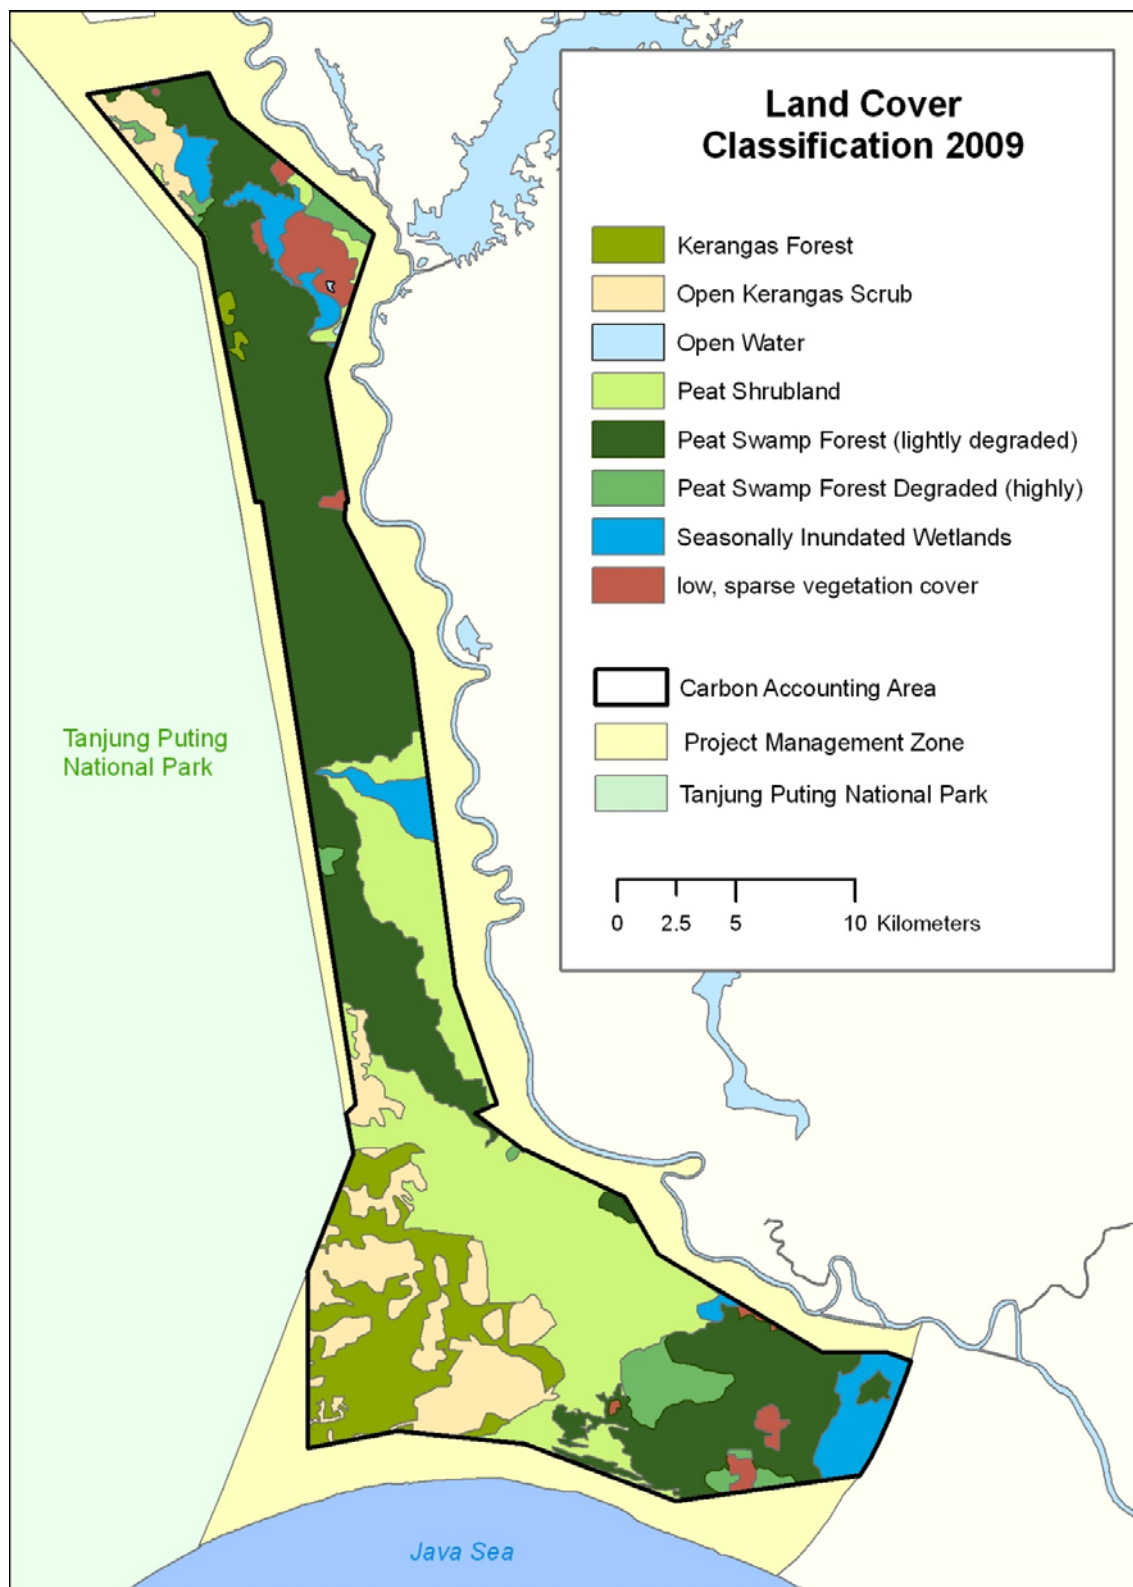 Land Cover
Classification 2009
Kerangas Forest
Open Kerangas Scrub
Open Water
Peat Shrubland
Peat Swamp Forest (lightly degraded)
Peat Swamp Forest Degraded (highly)
Seasonally Inundated Wetlands
low, sparse vegetation cover
Carbon Accounting Area
Project Management Zone
Tanjung Puting National Park
0 2.5 5 10 Kilometers
Tanjung Puting
National Park
Java Sea